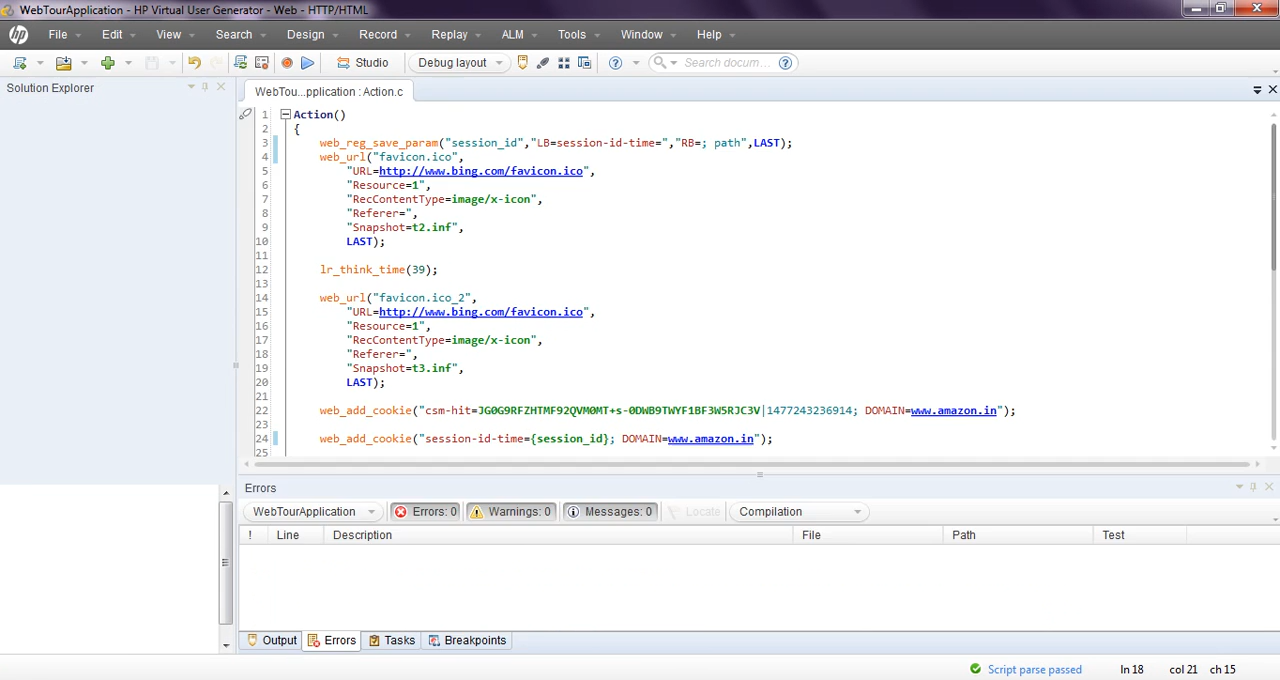 WebTourApplication - HP Virtual User Generator - Web - HTTP/HTML
hp File Edit View Search Design Record Replay ALM Tools Window Help
Studio Debug layout Search docum...
Solution Explorer
WebTou...pplication : Action.c
1 Action()
2 {
3 web_reg_save_param("session_id","LB=session-id-time=","RB=; path",LAST);
4 web_url("favicon.ico",
5 "URL=http://www.bing.com/favicon.ico",
6 "Resource=1",
7 "RecContentType=image/x-icon",
8 "Referer=",
9 "Snapshot=t2.inf",
10 LAST);
11
12 lr_think_time(39);
13
14 web_url("favicon.ico_2",
15 "URL=http://www.bing.com/favicon.ico",
16 "Resource=1",
17 "RecContentType=image/x-icon",
18 "Referer=",
19 "Snapshot=t3.inf",
20 LAST);
21
22 web_add_cookie("csm-hit=JG0G9RFZHTMF92QVM0MT+s-0DWB9TWYF1BF3W5RJC3V|1477243236914; DOMAIN=www.amazon.in");
23
24 web_add_cookie("session-id-time={session_id}; DOMAIN=www.amazon.in");
25
Errors
WebTourApplication Errors: 0 Warnings: 0 Messages: 0 Locate Compilation
! Line Description File Path Test
Output Errors Tasks Breakpoints
Script parse passed ln 18 col 21 ch 15